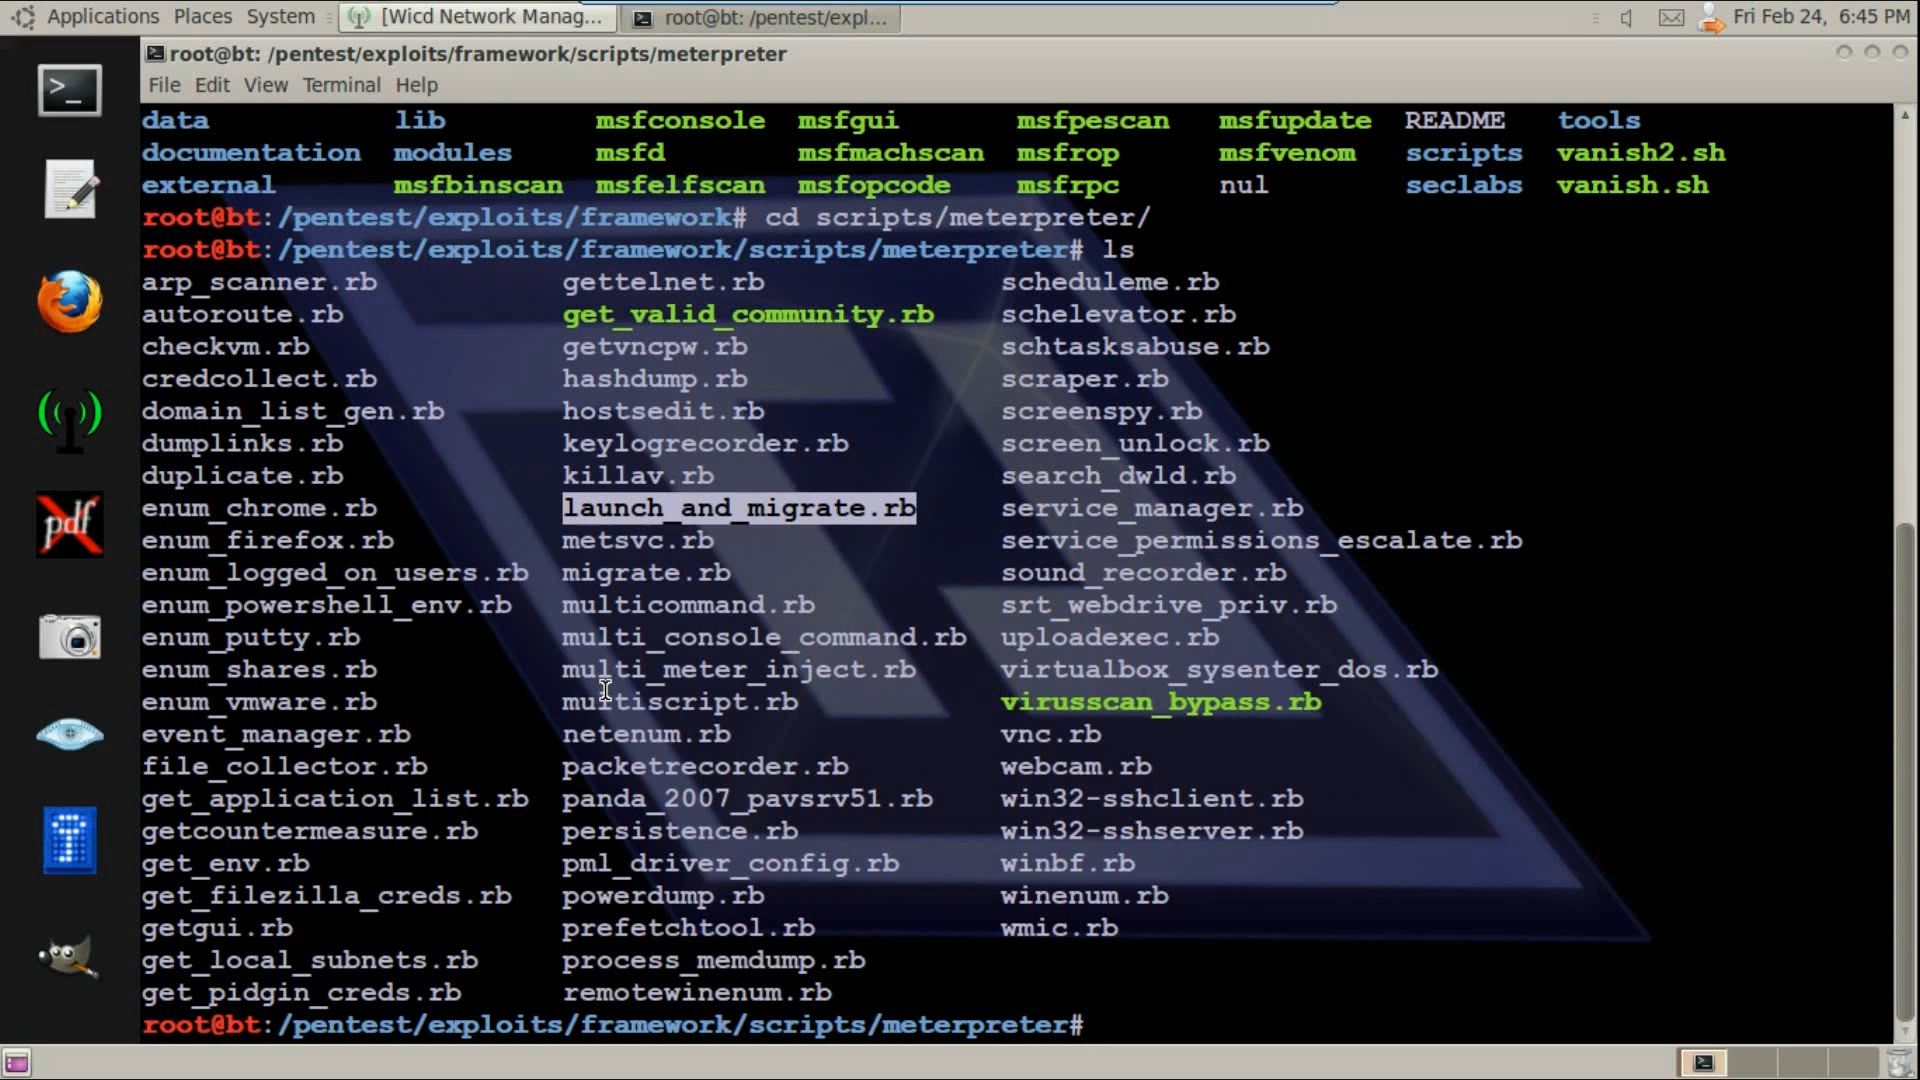 Applications Places System [Wicd Network Manag... root@bt: /pentest/expl... Fri Feb 24, 6:45 PM
root@bt: /pentest/exploits/framework/scripts/meterpreter
File Edit View Terminal Help
data lib msfconsole msfgui msfpescan msfupdate README tools
documentation modules msfd msfmachscan msfrop msfvenom scripts vanish2.sh
external msfbinscan msfelfscan msfopcode msfrpc nul seclabs vanish.sh
root@bt:/pentest/exploits/framework# cd scripts/meterpreter/
root@bt:/pentest/exploits/framework/scripts/meterpreter# ls
arp_scanner.rb gettelnet.rb scheduleme.rb
autoroute.rb get_valid_community.rb schelevator.rb
checkvm.rb getvncpw.rb schtasksabuse.rb
credcollect.rb hashdump.rb scraper.rb
domain_list_gen.rb hostsedit.rb screenspy.rb
dumplinks.rb keylogrecorder.rb screen_unlock.rb
duplicate.rb killav.rb search_dwld.rb
enum_chrome.rb launch_and_migrate.rb service_manager.rb
enum_firefox.rb metsvc.rb service_permissions_escalate.rb
enum_logged_on_users.rb migrate.rb sound_recorder.rb
enum_powershell_env.rb multicommand.rb srt_webdrive_priv.rb
enum_putty.rb multi_console_command.rb uploadexec.rb
enum_shares.rb multi_meter_inject.rb virtualbox_sysenter_dos.rb
enum_vmware.rb multiscript.rb virusscan_bypass.rb
event_manager.rb netenum.rb vnc.rb
file_collector.rb packetrecorder.rb webcam.rb
get_application_list.rb panda_2007_pavsrv51.rb win32-sshclient.rb
getcountermeasure.rb persistence.rb win32-sshserver.rb
get_env.rb pml_driver_config.rb winbf.rb
get_filezilla_creds.rb powerdump.rb winenum.rb
getgui.rb prefetchtool.rb wmic.rb
get_local_subnets.rb process_memdump.rb
get_pidgin_creds.rb remotewinenum.rb
root@bt:/pentest/exploits/framework/scripts/meterpreter#
pdf